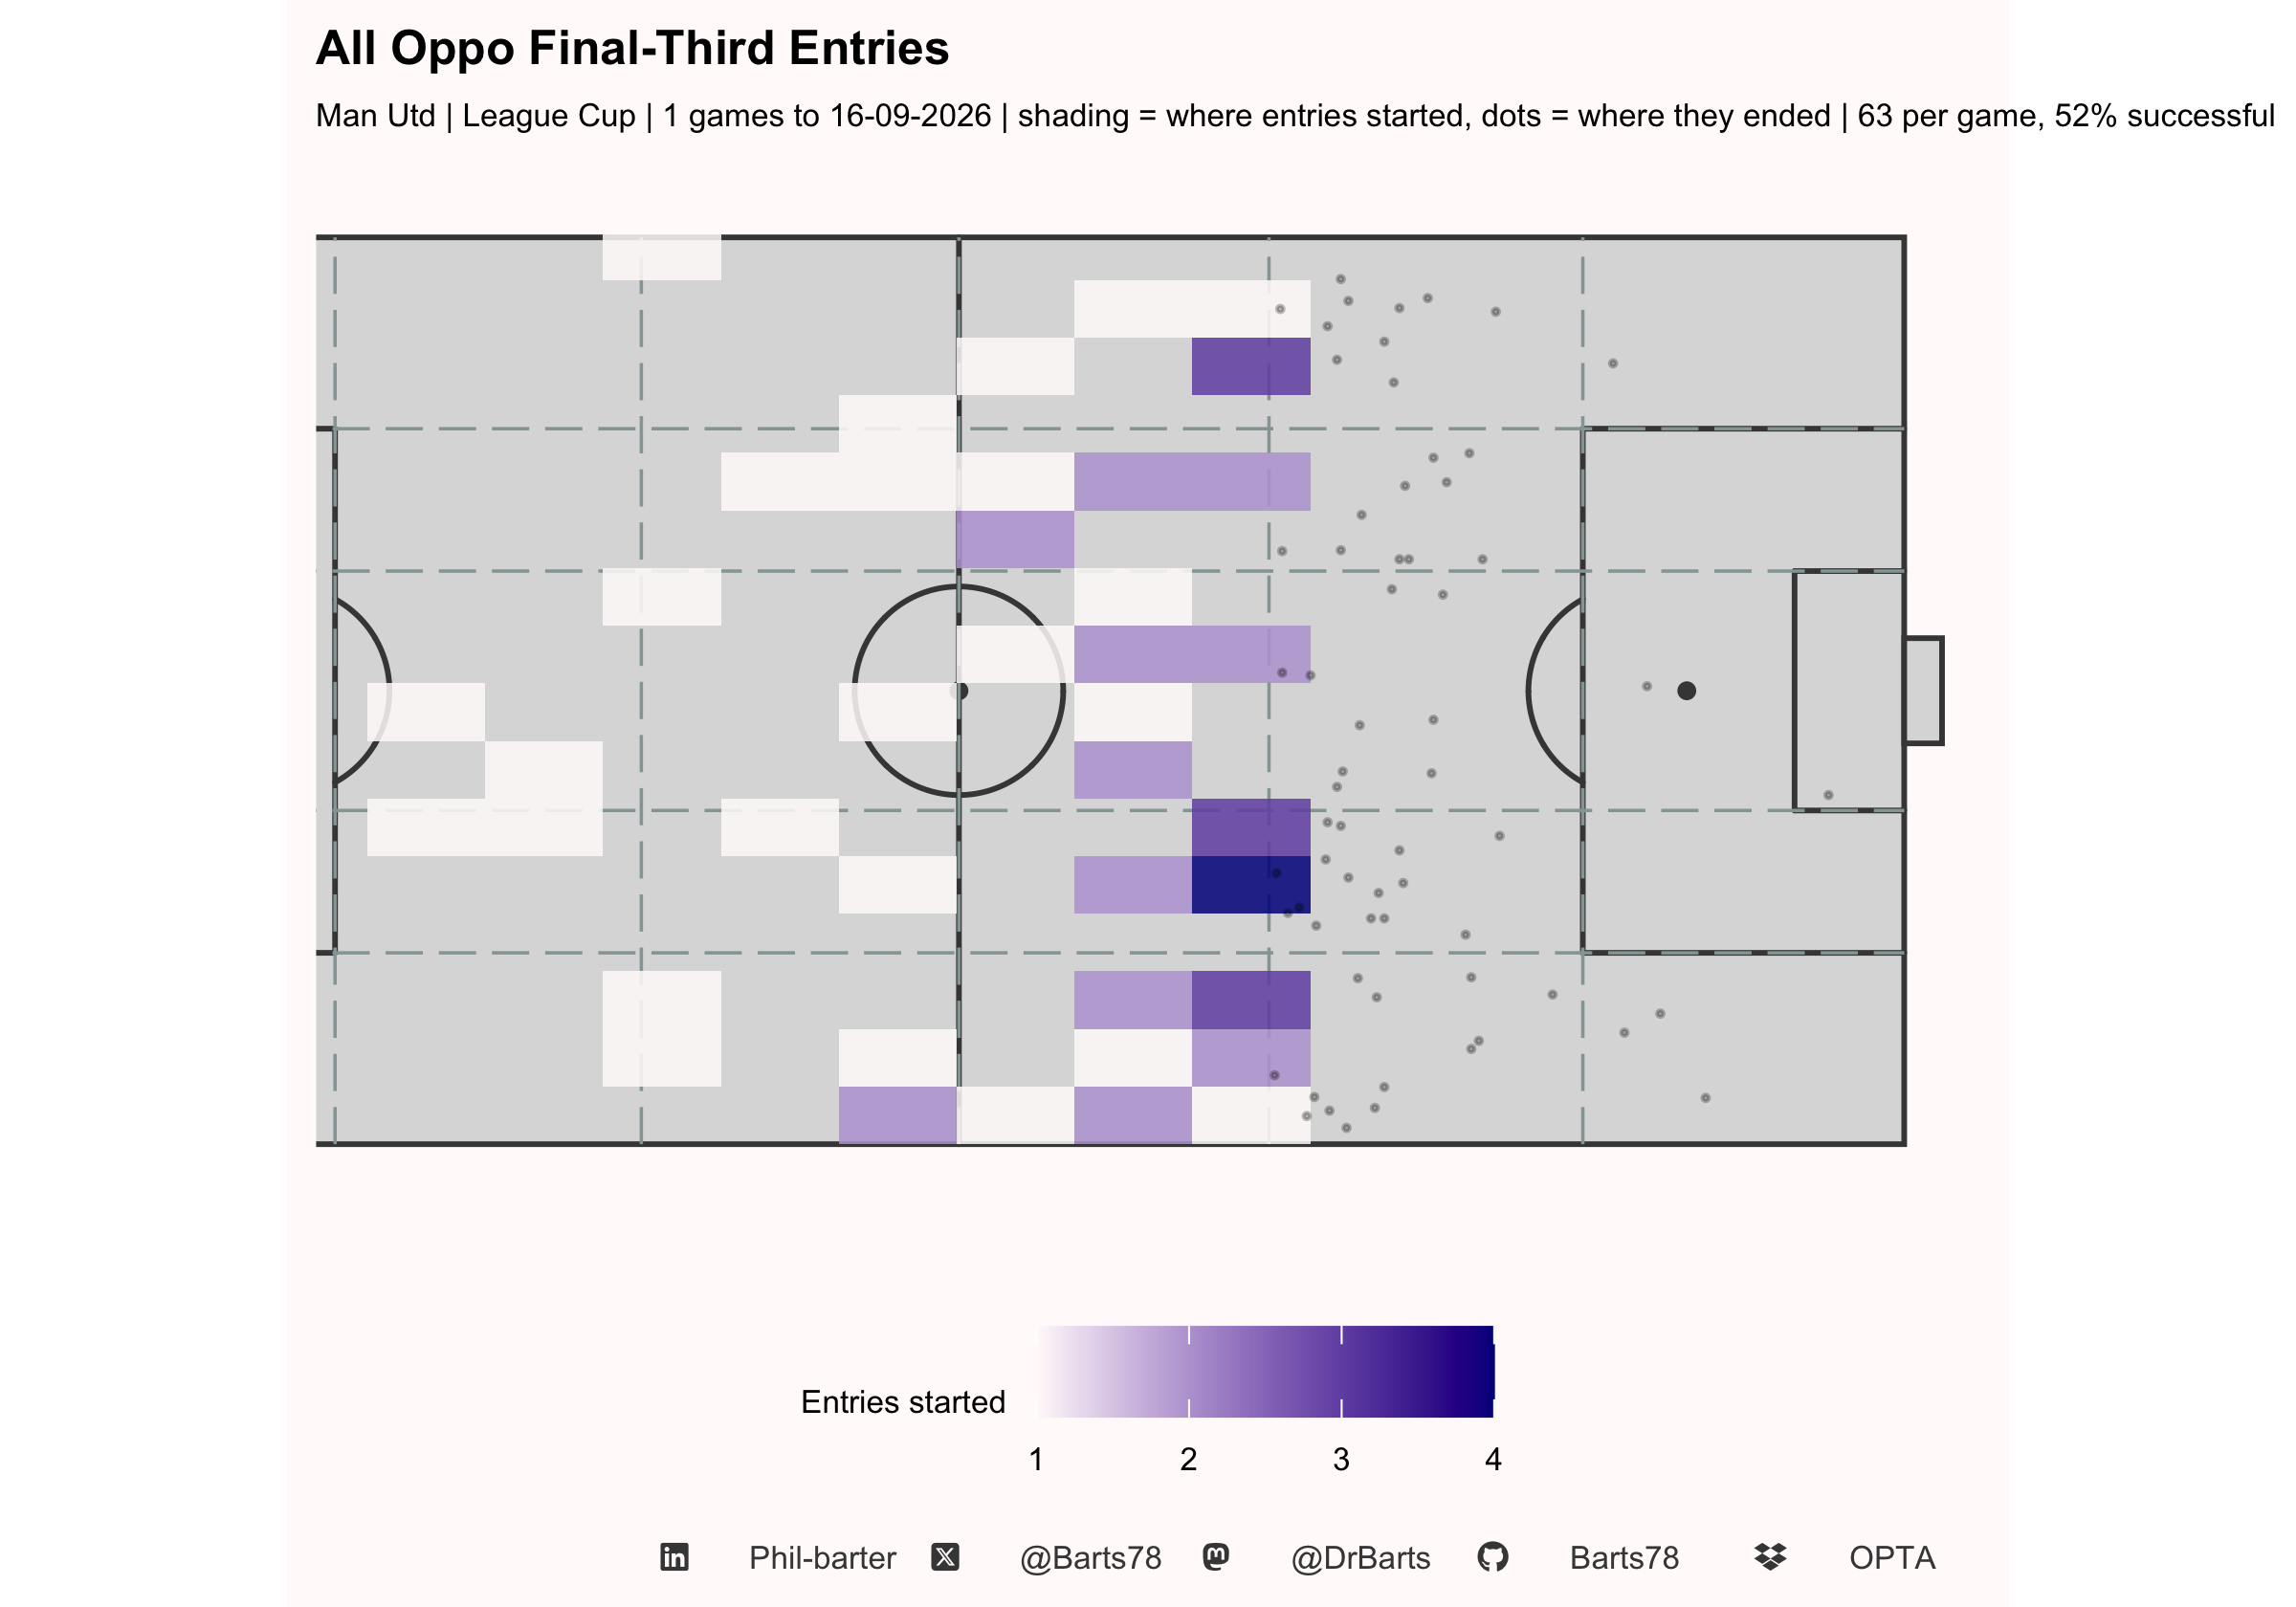 All Oppo Final-Third Entries
Man Utd | League Cup | 1 games to 16-09-2026 | shading = where entries started, dots = where they ended | 63 per game, 52% successful
Entries started
1 2 3 4
Phil-barter @Barts78 @DrBarts Barts78 OPTA